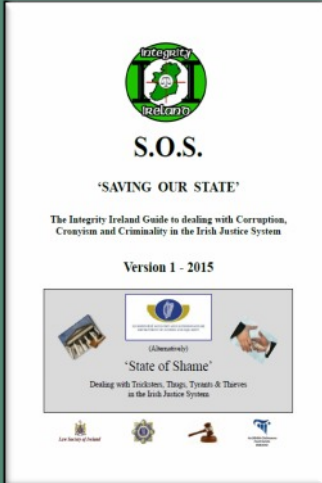 Integrity
I I
IRELAND
S.O.S.
‘SAVING OUR STATE’
The Integrity Ireland Guide to dealing with Corruption,
Cronyism and Criminality in the Irish Justice System
Version 1 - 2015
(Alternatively)
‘State of Shame’
Dealing with Tricksters, Thugs, Tyrants & Thieves
in the Irish Justice System
Law Society of Ireland